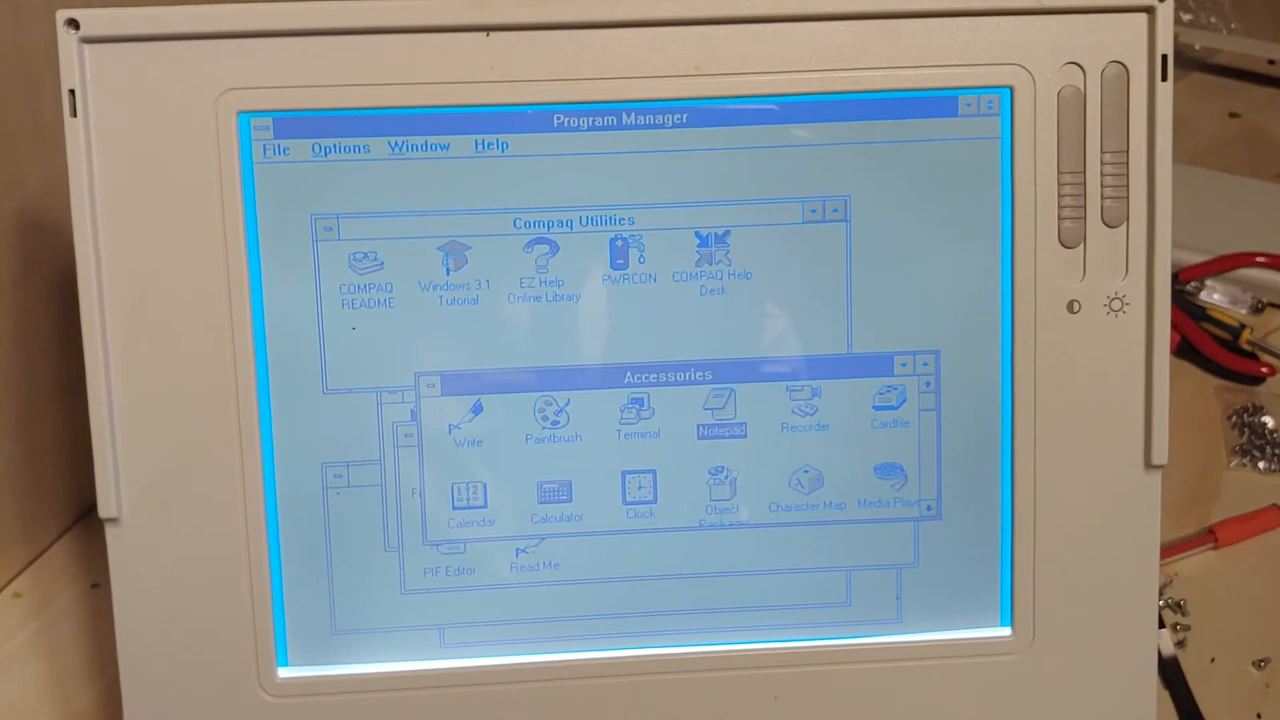 Program Manager
File Options Window Help
Compaq Utilities
COMPAQ README
Windows 3.1 Tutorial
EZ Help Online Library
PWRCON
COMPAQ Help Desk
Accessories
Write
Paintbrush
Terminal
Notepad
Recorder
Cardfile
Calendar
Calculator
Clock
Object
Character Map
Media Play
PIF Editor
Read Me